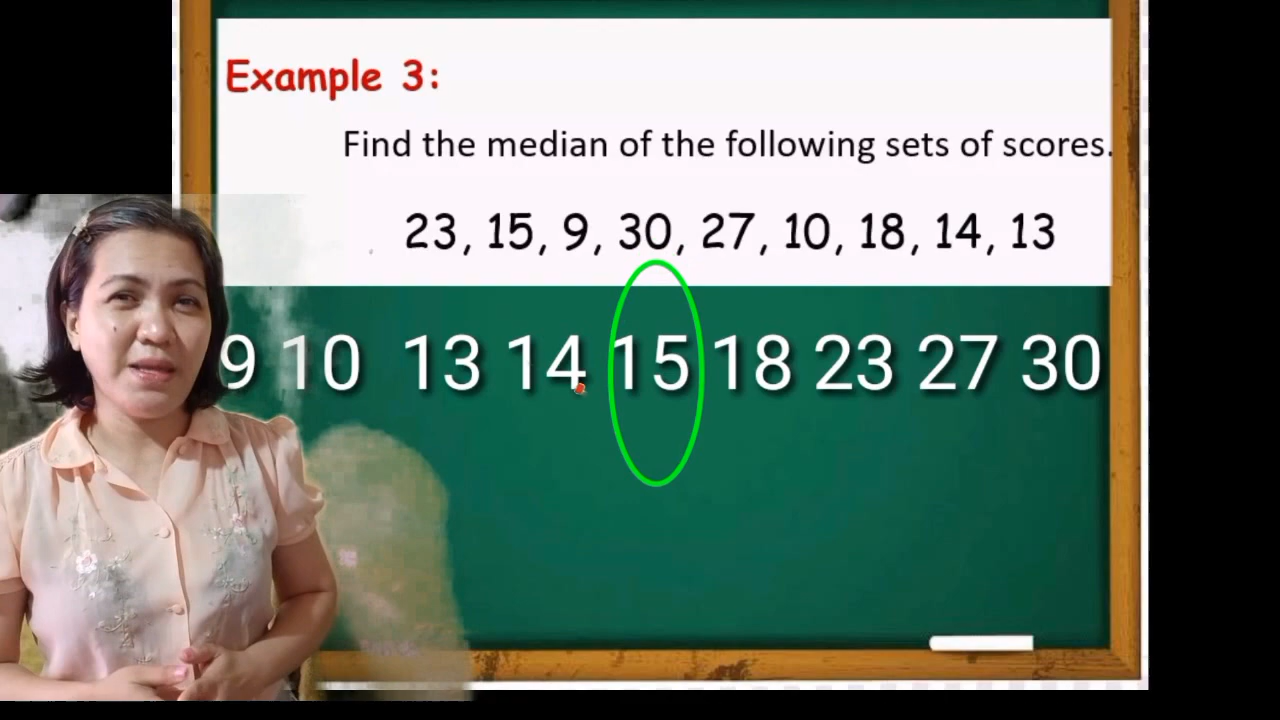 Example 3:
Find the median of the following sets of scores.
23, 15, 9, 30, 27, 10, 18, 14, 13
9 10 13 14 15 18 23 27 30